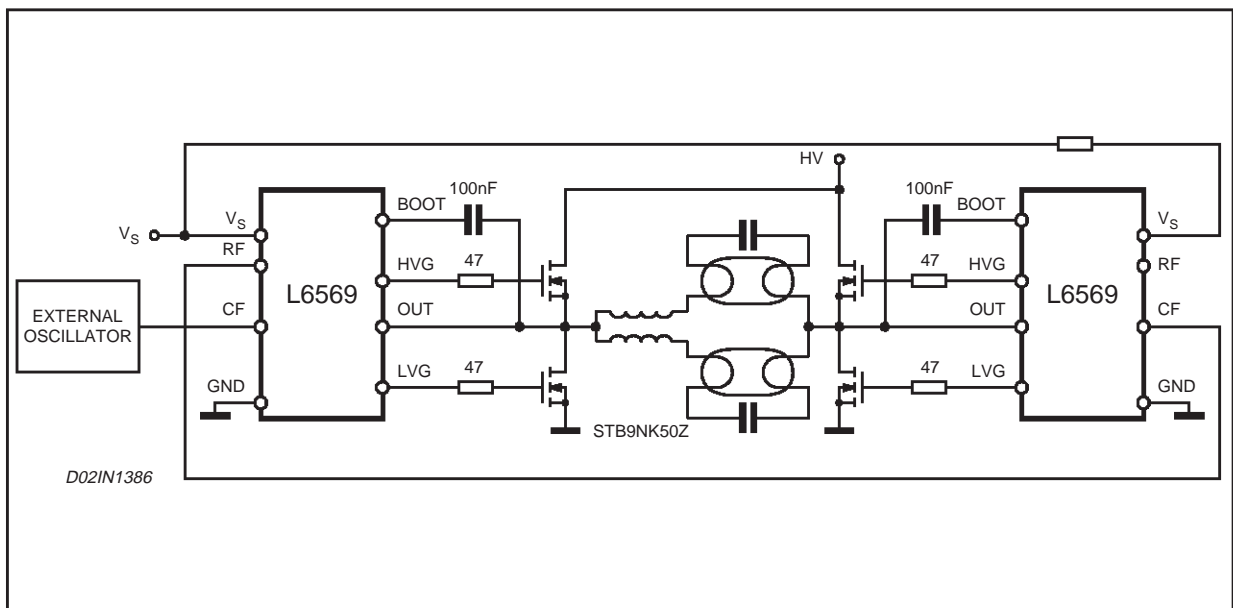 HV
100nF
100nF
BOOT
BOOT
V_S
V_S
V_S
RF
47
47
HVG
HVG
RF
L6569
L6569
EXTERNAL
OSCILLATOR
CF
OUT
OUT
CF
47
47
LVG
LVG
GND
GND
STB9NK50Z
D02IN1386